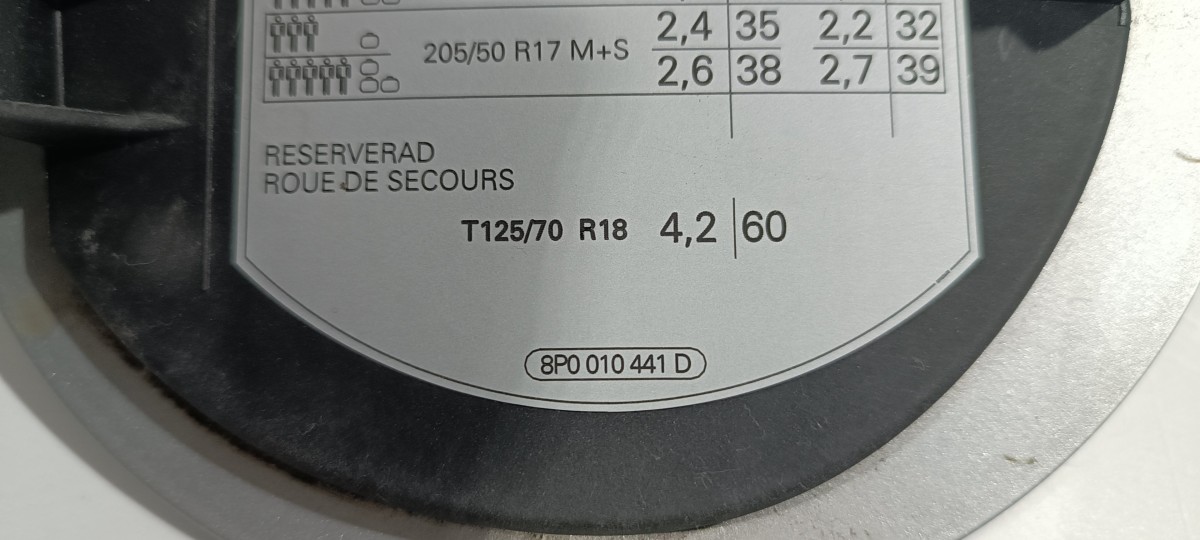 2,4 35 2,2 32
205/50 R17 M+S
2,6 38 2,7 39
RESERVERAD
ROUE DE SECOURS
T125/70 R18 4,2 60
8P0 010 441 D